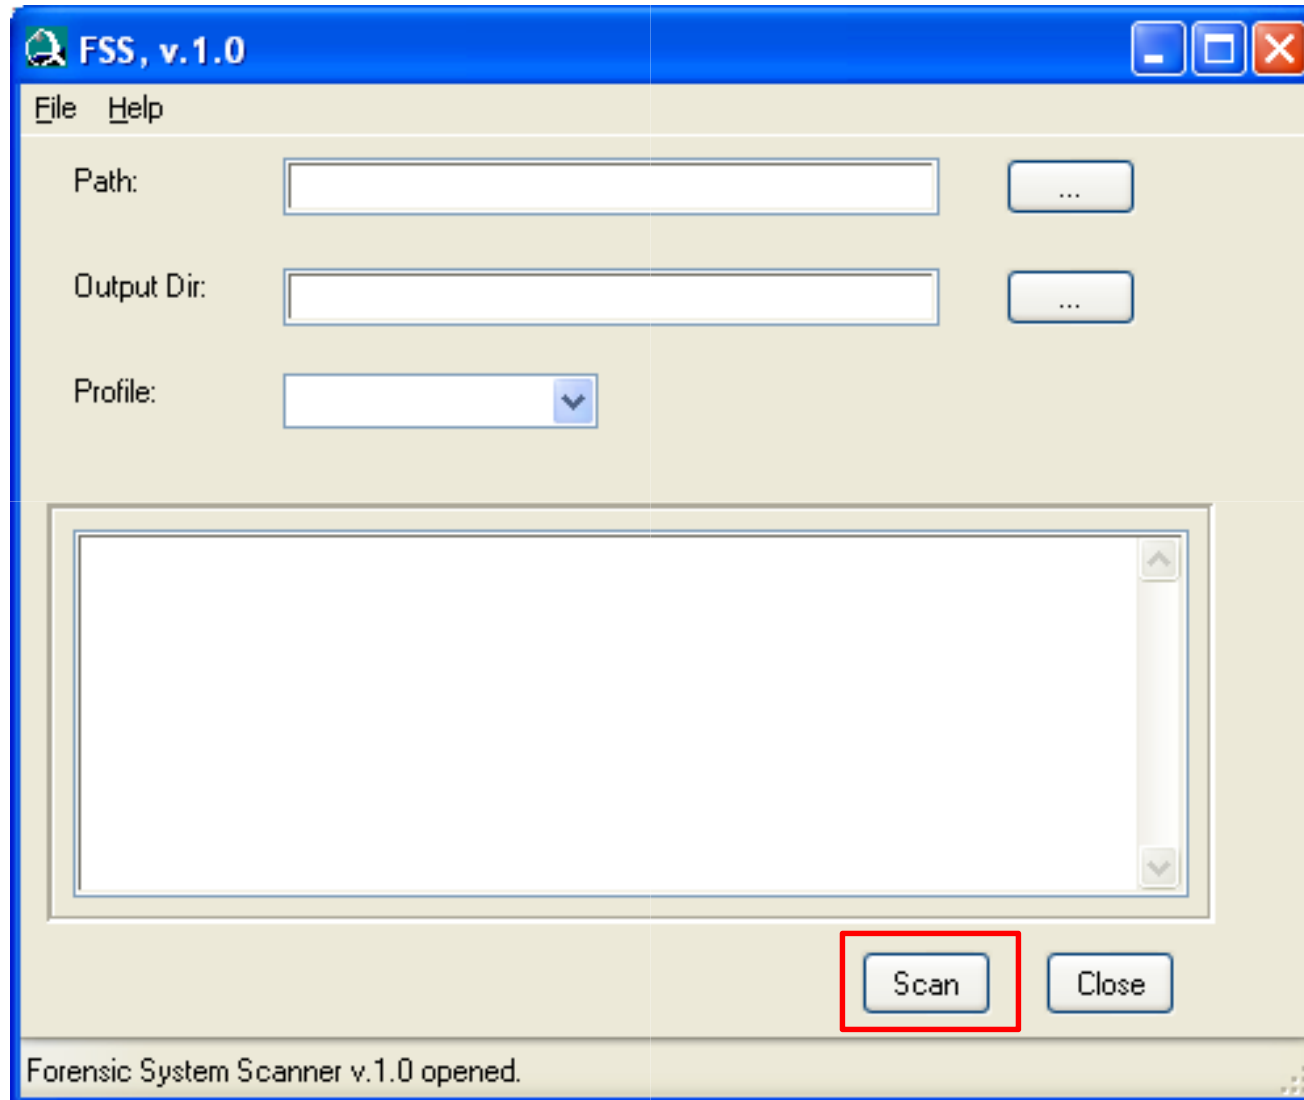 FSS, v.1.0
File Help
Path:
...
Output Dir:
...
Profile:
Scan
Close
Forensic System Scanner v.1.0 opened.